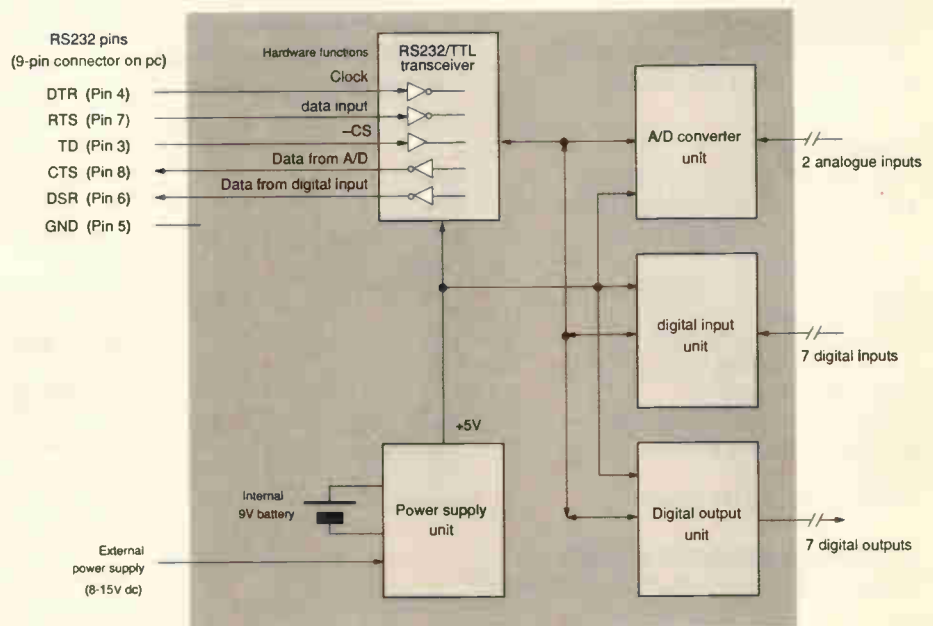 RS232 pins
(9-pin connector on pc)
DTR (Pin 4)
RTS (Pin 7)
TD (Pin 3)
CTS (Pin 8)
DSR (Pin 6)
GND (Pin 5)
Hardware functions
Clock
data input
–CS
Data from A/D
Data from digital input
RS232/TTL
transceiver
A/D converter
unit
2 analogue inputs
digital input
unit
7 digital inputs
+5V
Internal
9V battery
Power supply
unit
Digital output
unit
7 digital outputs
External
power supply
(8-15V dc)